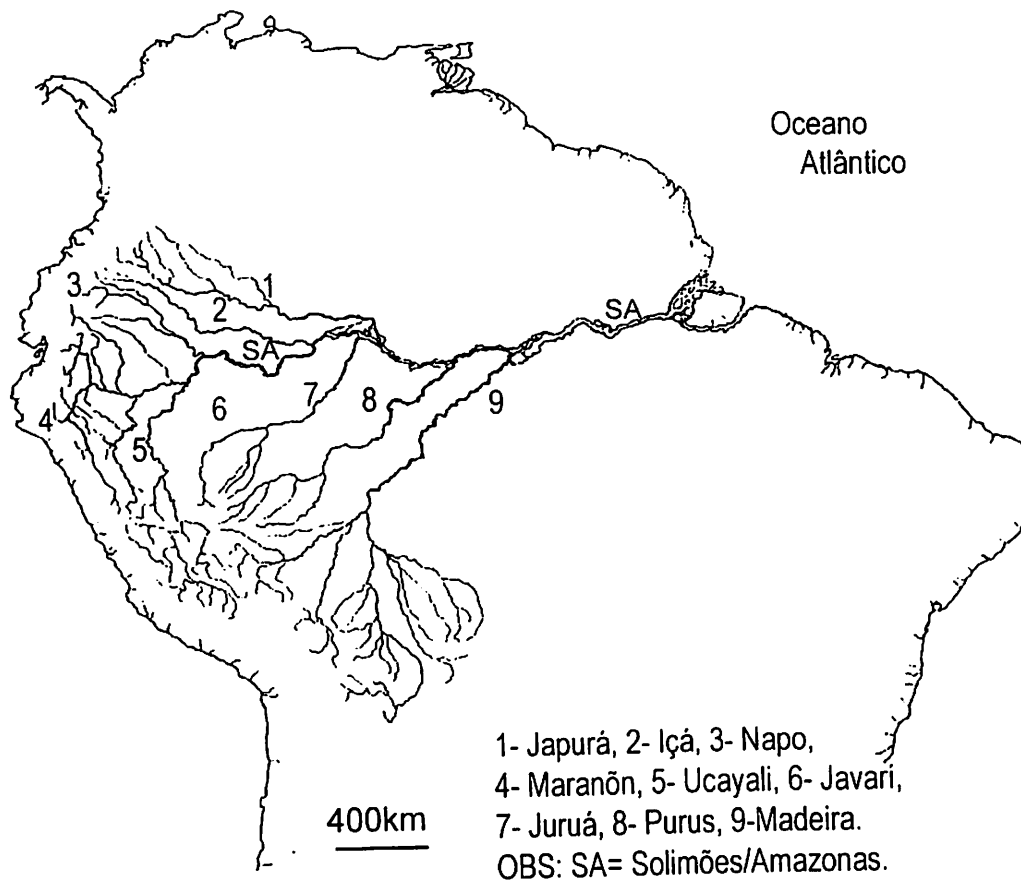 Oceano
Atlântico
1
3
2
SA
SA
7
8
9
6
4
5
1- Japurá, 2- Içá, 3- Napo,
4- Maranõn, 5- Ucayali, 6- Javarí,
7- Juruá, 8- Purus, 9-Madeira.
OBS: SA= Solimões/Amazonas.
400km